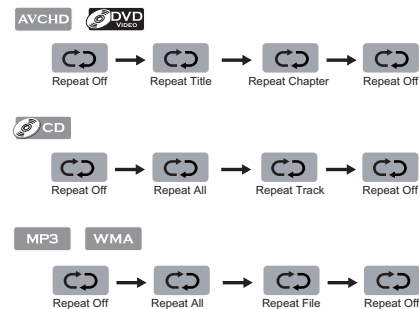 AVCHD DVD VIDEO
Repeat Off Repeat Title Repeat Chapter Repeat Off
CD
Repeat Off Repeat All Repeat Track Repeat Off
MP3 WMA
Repeat Off Repeat All Repeat File Repeat Off